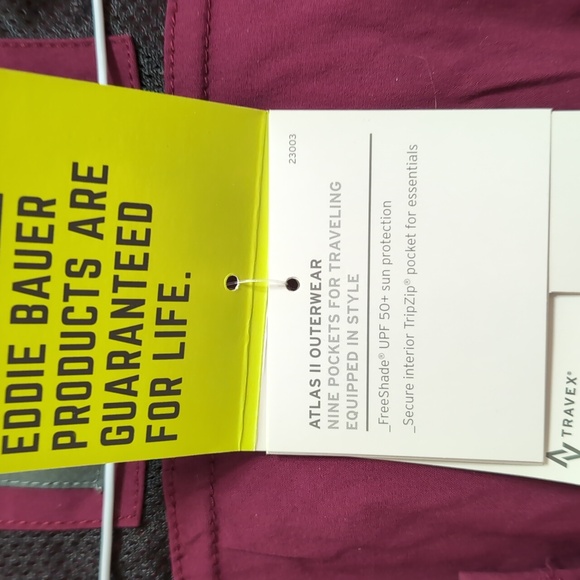 EDDIE BAUER
PRODUCTS ARE
GUARANTEED
FOR LIFE.
23003
ATLAS II OUTERWEAR
NINE POCKETS FOR TRAVELING
EQUIPPED IN STYLE
_FreeShade® UPF 50+ sun protection
_Secure interior TripZip® pocket for essentials
TRAVEX®